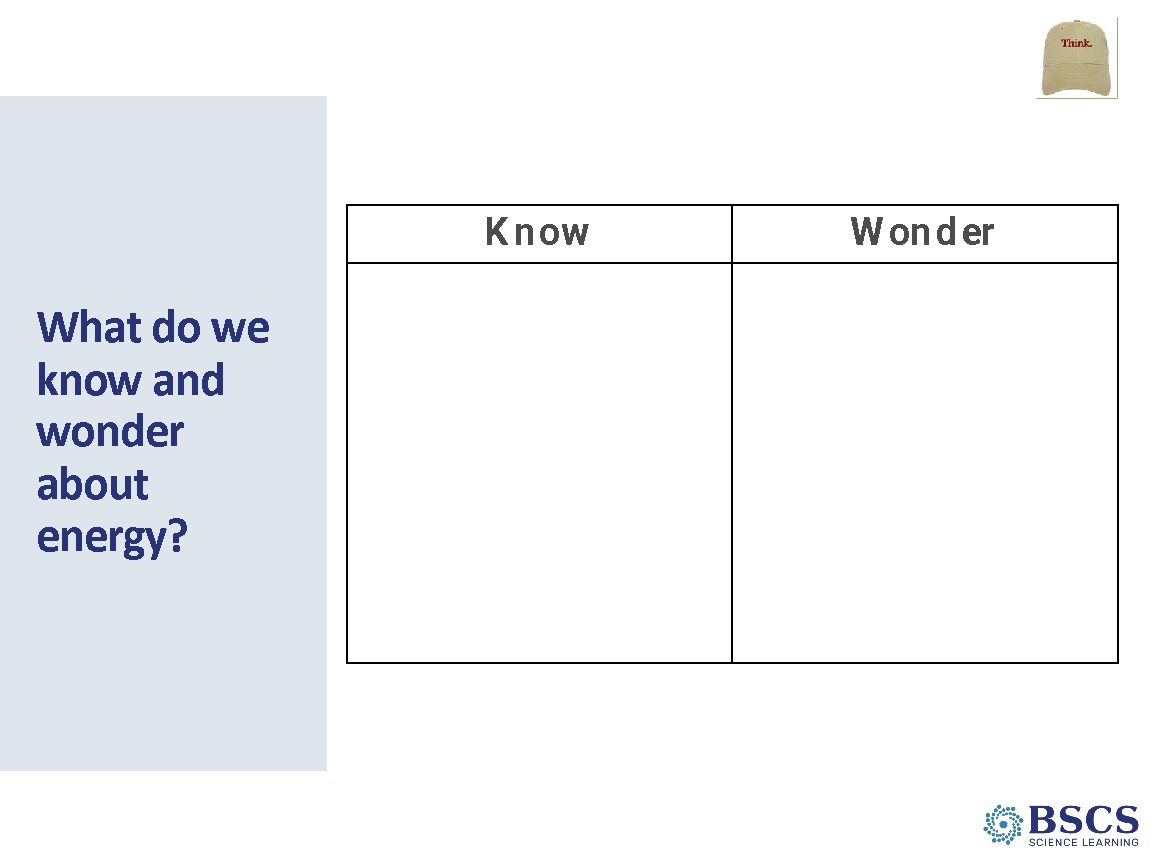 Think.
What do we
know and
wonder
about
energy?
Know
Wonder
BSCS
SCIENCE LEARNING